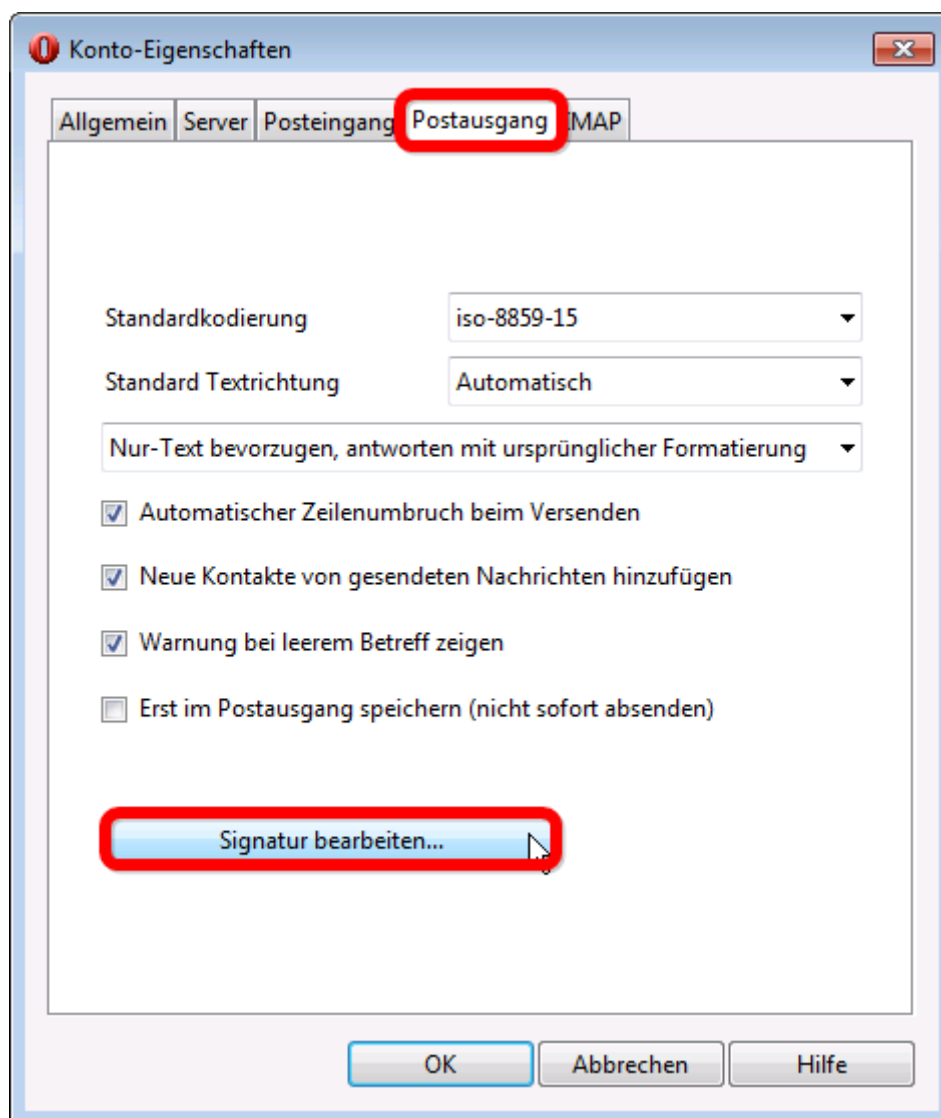 Konto-Eigenschaften
Allgemein Server Posteingang Postausgang IMAP
Standardkodierung iso-8859-15
Standard Textrichtung Automatisch
Nur-Text bevorzugen, antworten mit ursprünglicher Formatierung
Automatischer Zeilenumbruch beim Versenden
Neue Kontakte von gesendeten Nachrichten hinzufügen
Warnung bei leerem Betreff zeigen
Erst im Postausgang speichern (nicht sofort absenden)
Signatur bearbeiten...
OK Abbrechen Hilfe